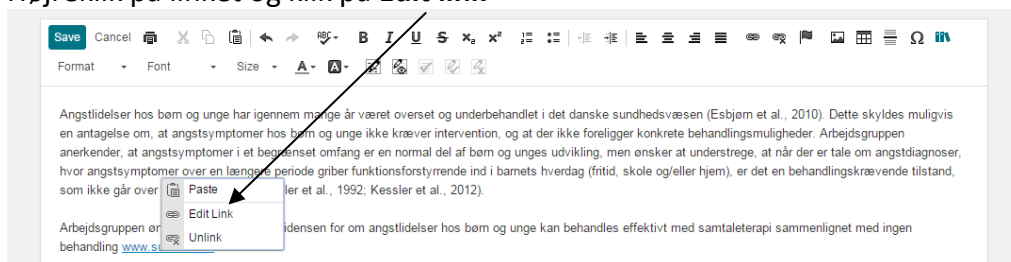 Save Cancel
Format Font Size
Angstlidelser hos børn og unge har igennem mange år været overset og underbehandlet i det danske sundhedsvæsen (Esbjørn et al., 2010). Dette skyldes muligvis
en antagelse om, at angstsymptomer hos børn og unge ikke kræver intervention, og at der ikke foreligger konkrete behandlingsmuligheder. Arbejdsgruppen
anerkender, at angstsymptomer i et begrænset omfang er en normal del af børn og unges udvikling, men ønsker at understrege, at når der er tale om angstdiagnoser,
hvor angstsymptomer over en længere periode griber funktionsforstyrrende ind i barnets hverdag (fritid, skole og/eller hjem), er det en behandlingskrævende tilstand,
som ikke går over ler et al., 1992; Kessler et al., 2012).
Paste
Edit Link
Unlink
Arbejdsgruppen idensen for om angstlidelser hos børn og unge kan behandles effektivt med samtaleterapi sammenlignet med ingen
behandling